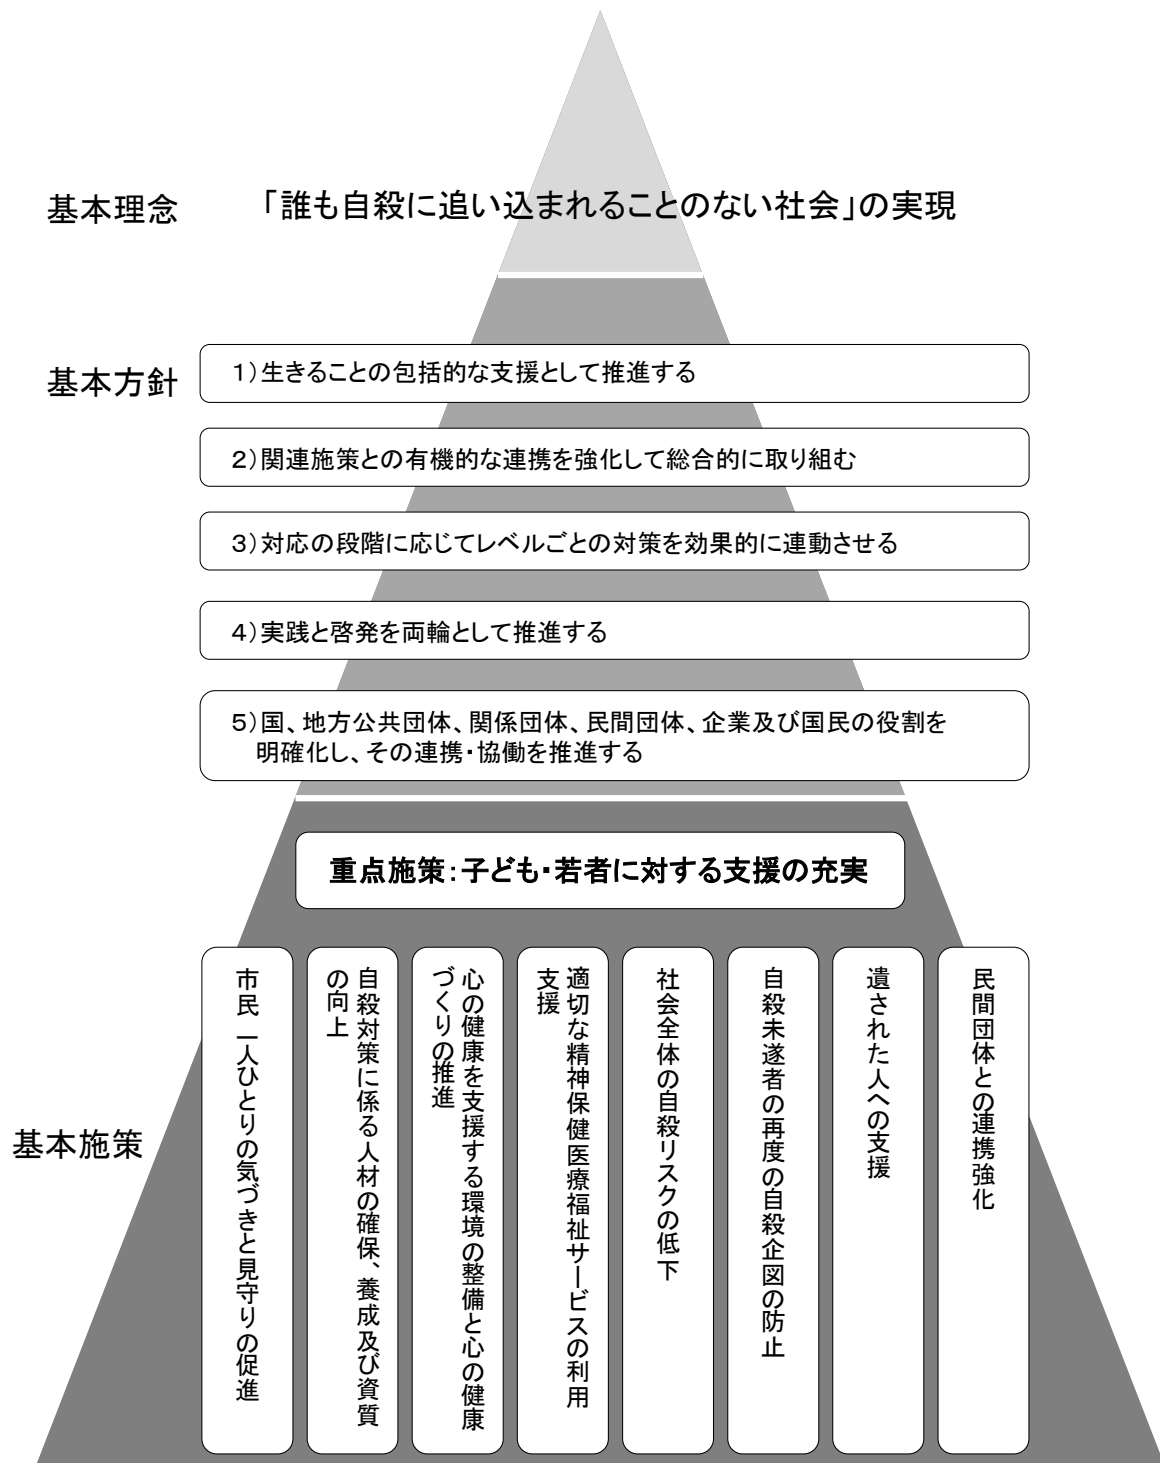 基本理念
「誰も自殺に追い込まれることのない社会」の実現
基本方針
1)生きることの包括的な支援として推進する
2)関連施策との有機的な連携を強化して総合的に取り組む
3)対応の段階に応じてレベルごとの対策を効果的に連動させる
4)実践と啓発を両輪として推進する
5)国、地方公共団体、関係団体、民間団体、企業及び国民の役割を
明確化し、その連携・協働を推進する
重点施策:子ども・若者に対する支援の充実
基本施策
市民一人ひとりの気づきと見守りの促進
自殺対策に係る人材の確保、養成及び資質
の向上
心の健康を支援する環境の整備と心の健康
づくりの推進
適切な精神保健医療福祉サービスの利用
支援
社会全体の自殺リスクの低下
自殺未遂者の再度の自殺企図の防止
遺された人への支援
民間団体との連携強化